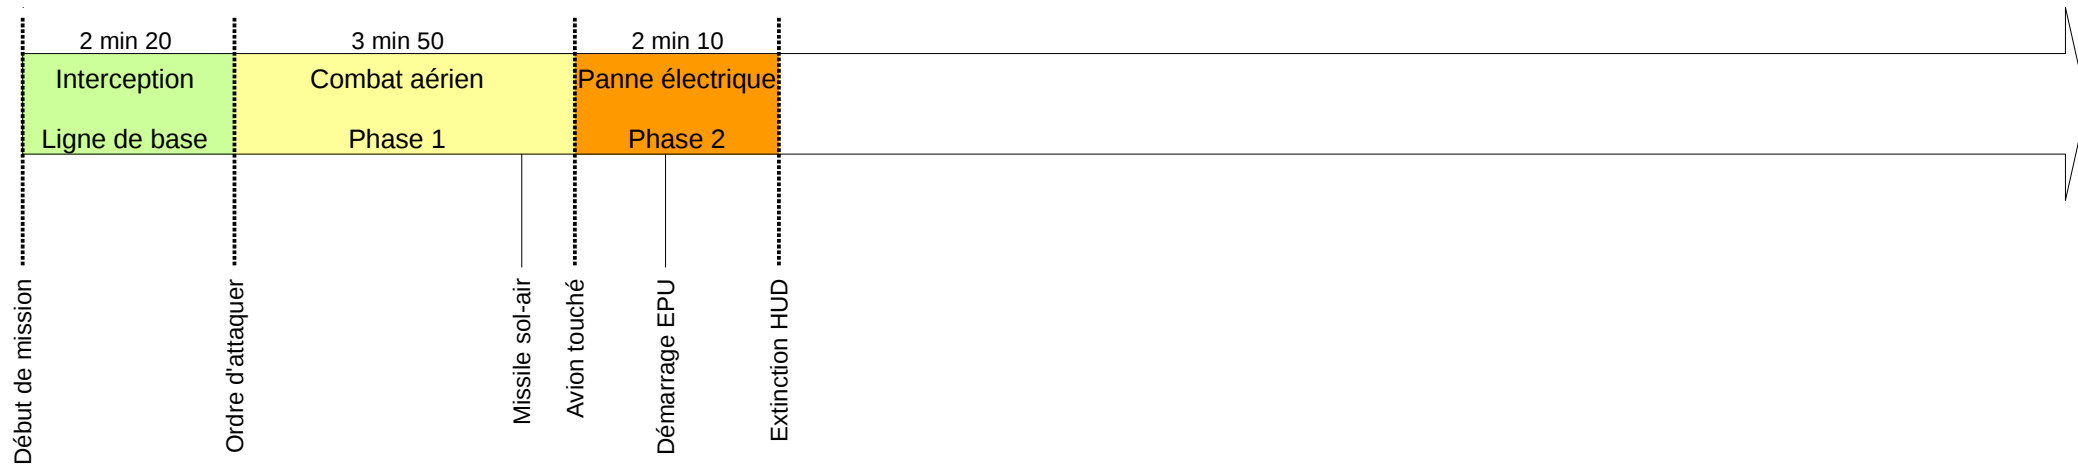 2 min 20
3 min 50
2 min 10
Interception
Combat aérien
Panne électrique
Ligne de base
Phase 1
Phase 2
Début de mission
Ordre d'attaquer
Missile sol-air
Avion touché
Démarrage EPU
Extinction HUD